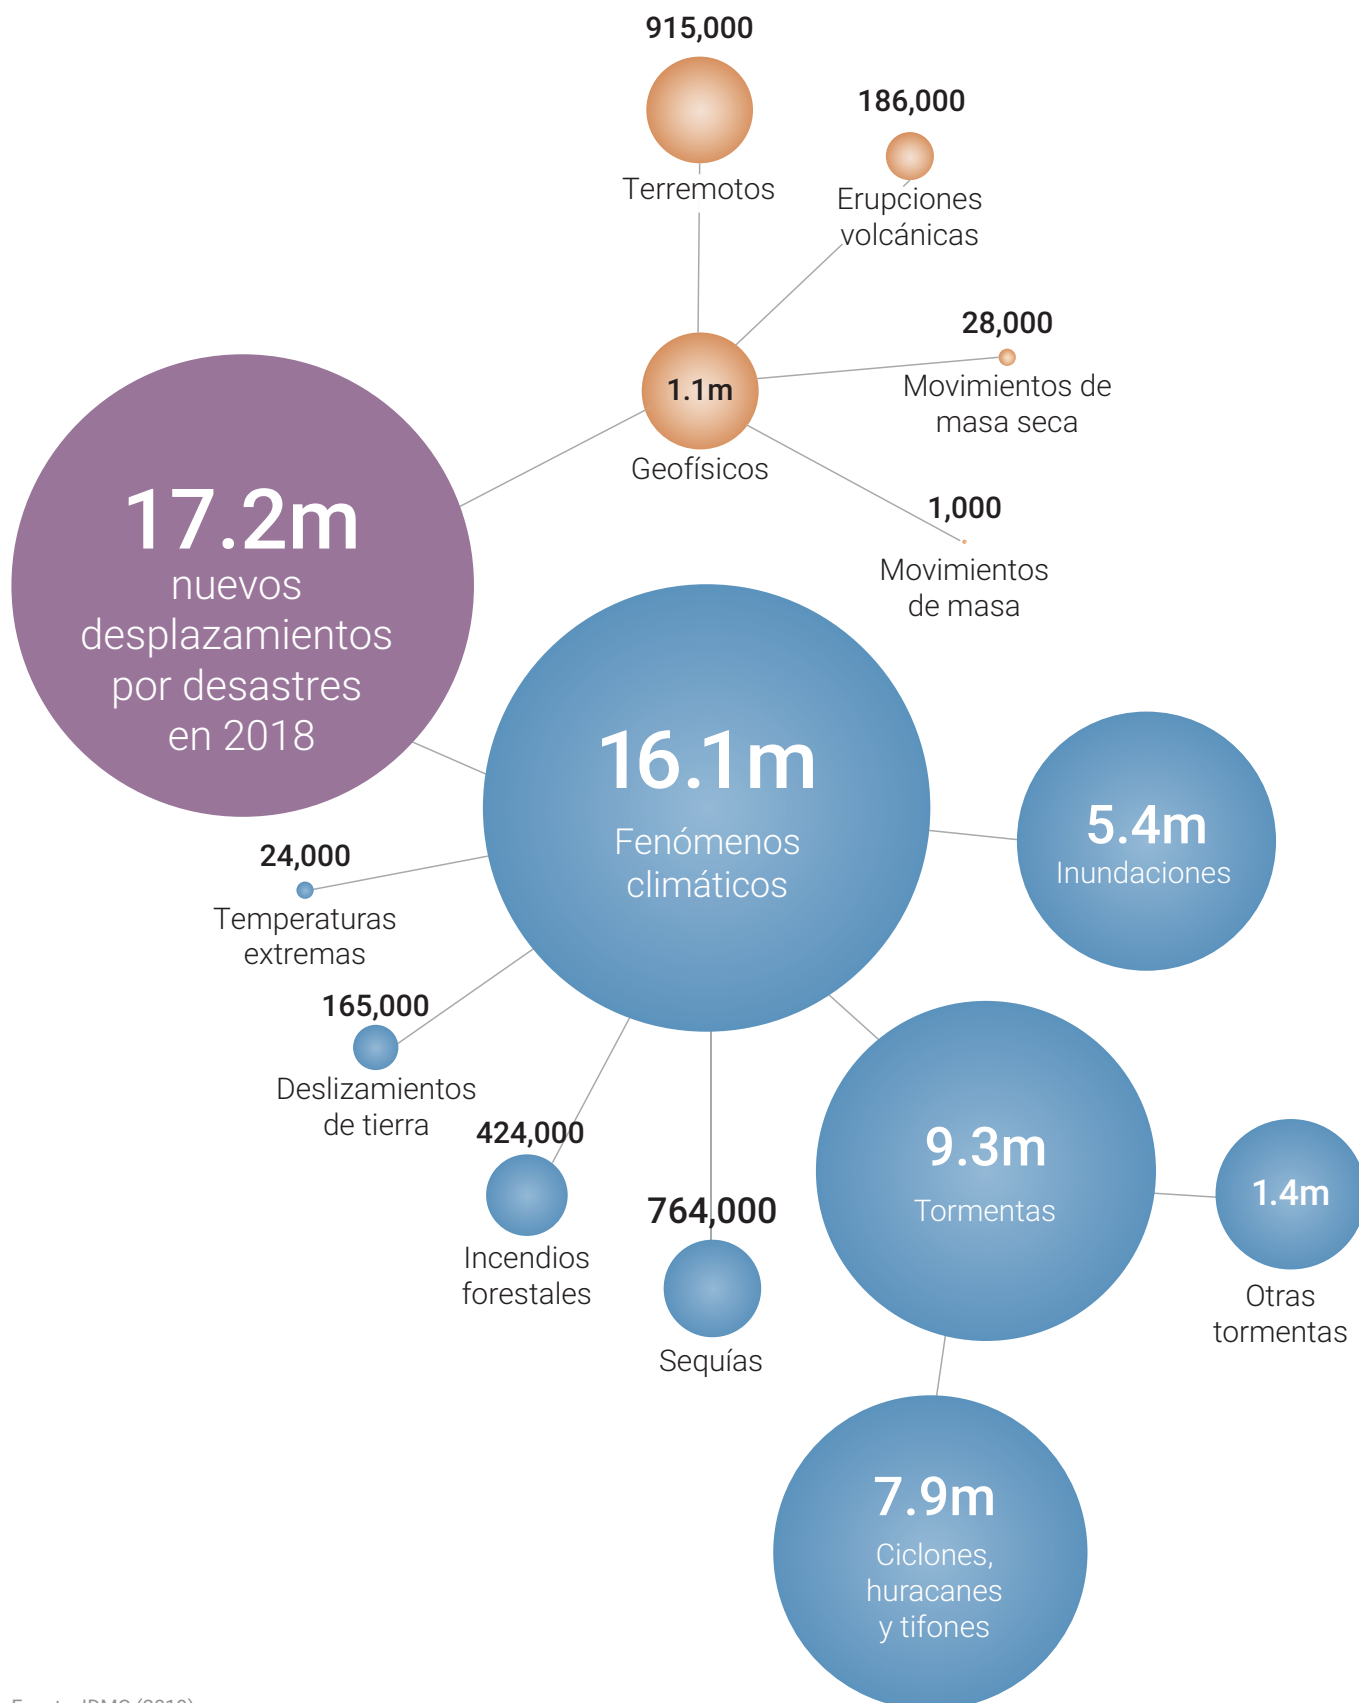 915,000
Terremotos
186,000
Erupciones
volcánicas
28,000
Movimientos de
masa seca
1.1m
Geofísicos
1,000
Movimientos
de masa
17.2m
nuevos
desplazamientos
por desastres
en 2018
16.1m
Fenómenos
climáticos
5.4m
Inundaciones
24,000
Temperaturas
extremas
165,000
Deslizamientos
de tierra
424,000
Incendios
forestales
764,000
Sequías
9.3m
Tormentas
1.4m
Otras
tormentas
7.9m
Ciclones,
huracanes
y tifones